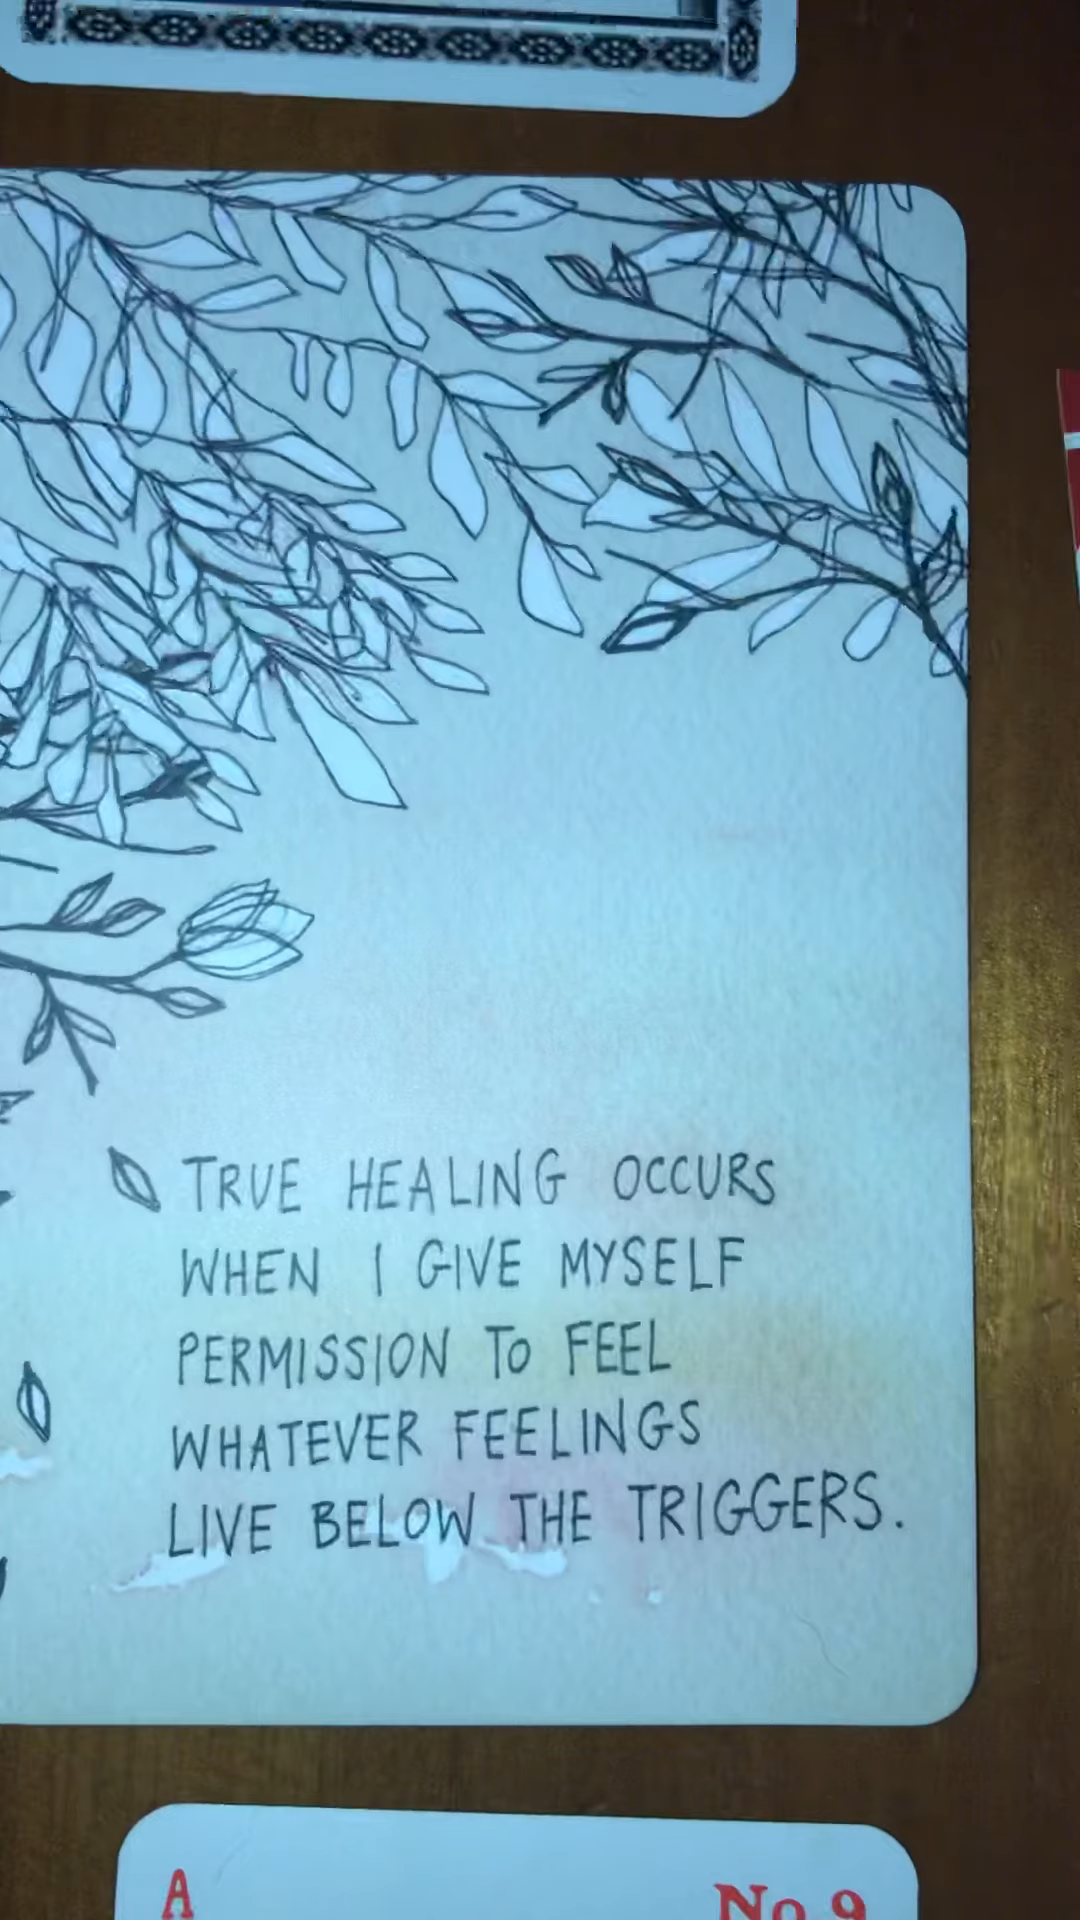 TRUE HEALING OCCURS
WHEN I GIVE MYSELF
PERMISSION TO FEEL
WHATEVER FEELINGS
LIVE BELOW THE TRIGGERS.
A No 9